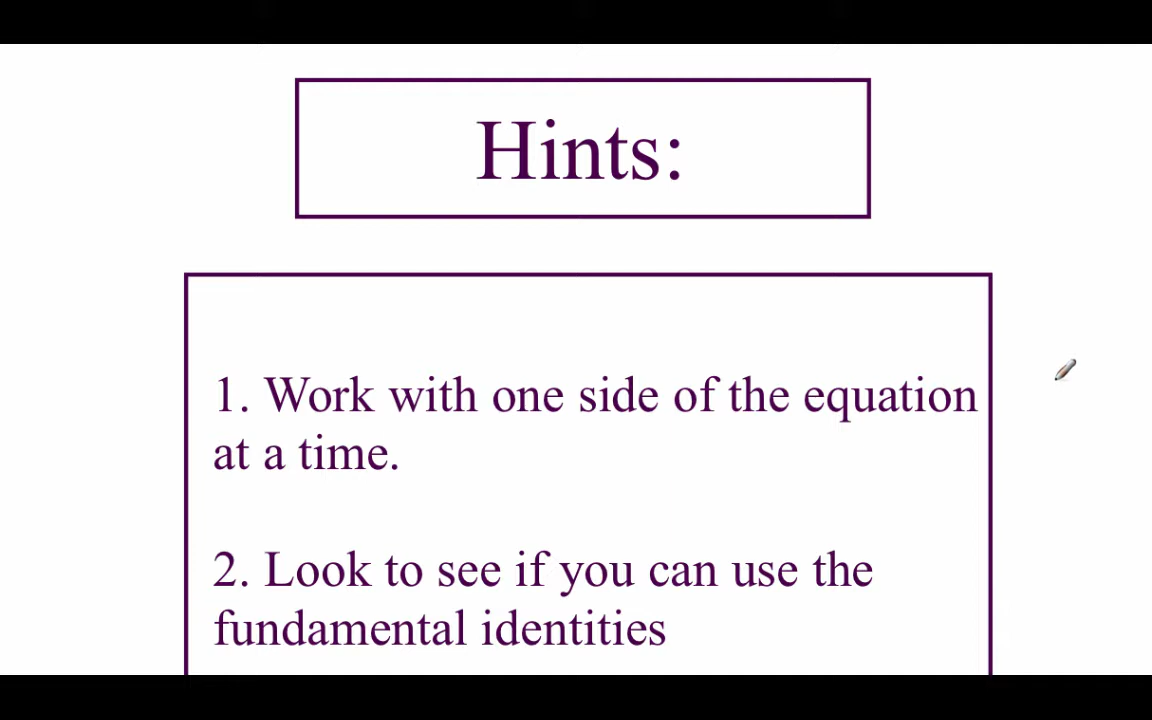 Hints:
1. Work with one side of the equation
at a time.
2. Look to see if you can use the
fundamental identities